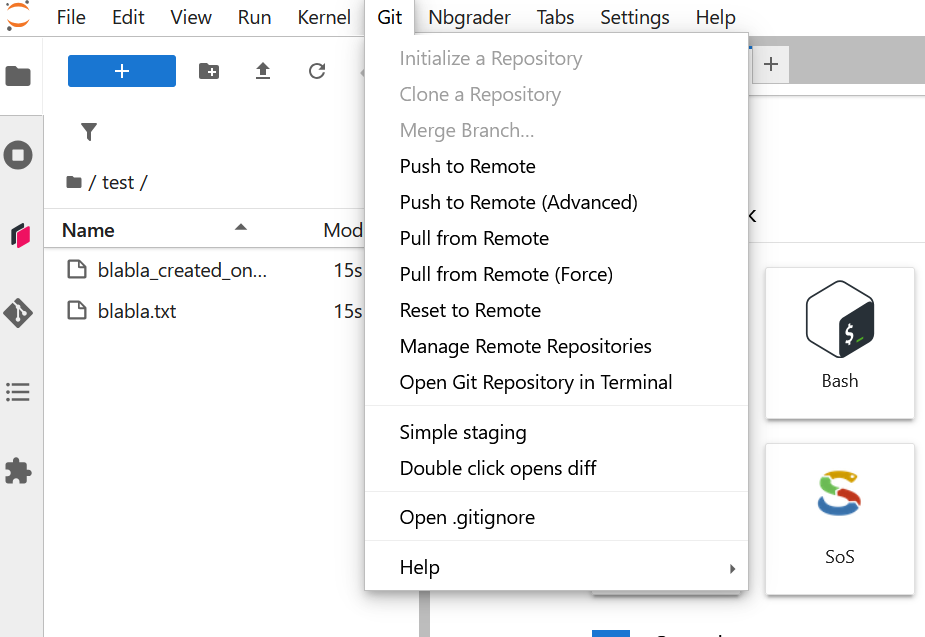 File Edit View Run Kernel Git Nbgrader Tabs Settings Help
Initialize a Repository
Clone a Repository
Merge Branch...
Push to Remote
Push to Remote (Advanced)
Pull from Remote
Pull from Remote (Force)
Reset to Remote
Manage Remote Repositories
Open Git Repository in Terminal
Simple staging
Double click opens diff
Open .gitignore
Help
/ test /
Name Mod
blabla_created_on... 15s
blabla.txt 15s
$_
Bash
SoS